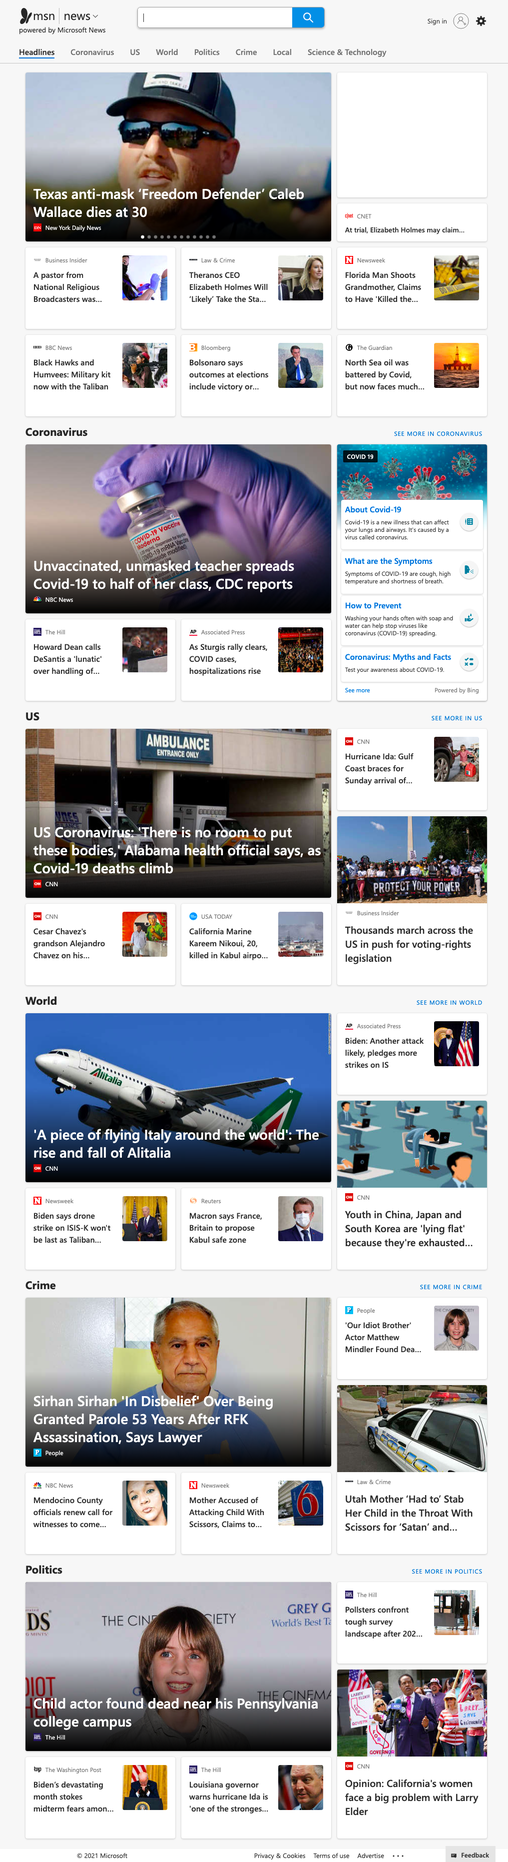 msn | news
powered by Microsoft News
Sign in
Headlines Coronavirus US World Politics Crime Local Science & Technology
Texas anti-mask 'Freedom Defender' Caleb
Wallace dies at 30
New York Daily News
CNET
At trial, Elizabeth Holmes may claim...
Business Insider
A pastor from
National Religious
Broadcasters was...
Law & Crime
Theranos CEO
Elizabeth Holmes Will
'Likely' Take the Sta...
Newsweek
Florida Man Shoots
Grandmother, Claims
to Have 'Killed the...
BBC News
Black Hawks and
Humvees: Military kit
now with the Taliban
Bloomberg
Bolsonaro says
outcomes at elections
include victory or...
The Guardian
North Sea oil was
battered by Covid,
but now faces much...
Coronavirus
SEE MORE IN CORONAVIRUS
COVID-19 Vaccine
moderna
Unvaccinated, unmasked teacher spreads
Covid-19 to half of her class, CDC reports
NBC News
COVID 19
About Covid-19
Covid-19 is a new illness that can affect
your lungs and airways. It's caused by a
virus called coronavirus.
What are the Symptoms
Symptoms of COVID-19 are cough, high
temperature and shortness of breath.
How to Prevent
Washing your hands often with soap and
water can help stop viruses like
coronavirus (COVID-19) spreading.
Coronavirus: Myths and Facts
Test your awareness about COVID-19.
See more
Powered by Bing
The Hill
Howard Dean calls
DeSantis a 'lunatic'
over handling of...
Associated Press
As Sturgis rally clears,
COVID cases,
hospitalizations rise
US
SEE MORE IN US
AMBULANCE
ENTRANCE ONLY
US Coronavirus: 'There is no room to put
these bodies,' Alabama health official says, as
Covid-19 deaths climb
CNN
CNN
Hurricane Ida: Gulf
Coast braces for
Sunday arrival of...
PROTECT YOUR POWER
Business Insider
Thousands march across the
US in push for voting-rights
legislation
CNN
Cesar Chavez's
grandson Alejandro
Chavez on his...
USA TODAY
California Marine
Kareem Nikoui, 20,
killed in Kabul airpo...
World
SEE MORE IN WORLD
Alitalia
'A piece of flying Italy around the world': The
rise and fall of Alitalia
CNN
AP Associated Press
Biden: Another attack
likely, pledges more
strikes on IS
CNN
Youth in China, Japan and
South Korea are 'lying flat'
because they're exhausted...
Newsweek
Biden says drone
strike on ISIS-K won't
be last as Taliban...
Reuters
Macron says France,
Britain to propose
Kabul safe zone
Crime
SEE MORE IN CRIME
Sirhan Sirhan 'In Disbelief' Over Being
Granted Parole 53 Years After RFK
Assassination, Says Lawyer
People
People
'Our Idiot Brother'
Actor Matthew
Mindler Found Dea...
Law & Crime
Utah Mother 'Had to' Stab
Her Child in the Throat With
Scissors for 'Satan' and...
NBC News
Mendocino County
officials renew call for
witnesses to come...
Newsweek
Mother Accused of
Attacking Child With
Scissors, Claims to...
6
Politics
SEE MORE IN POLITICS
THE CINEMA SOCIETY
GREY G
World's Best T
Child actor found dead near his Pennsylvania
college campus
The Hill
The Hill
Pollsters confront
tough survey
landscape after 202...
CNN
Opinion: California's women
face a big problem with Larry
Elder
The Washington Post
Biden's devastating
month stokes
midterm fears amon...
The Hill
Louisiana governor
warns hurricane Ida is
'one of the stronges...
© 2021 Microsoft
Privacy & Cookies Terms of use Advertise ...
Feedback